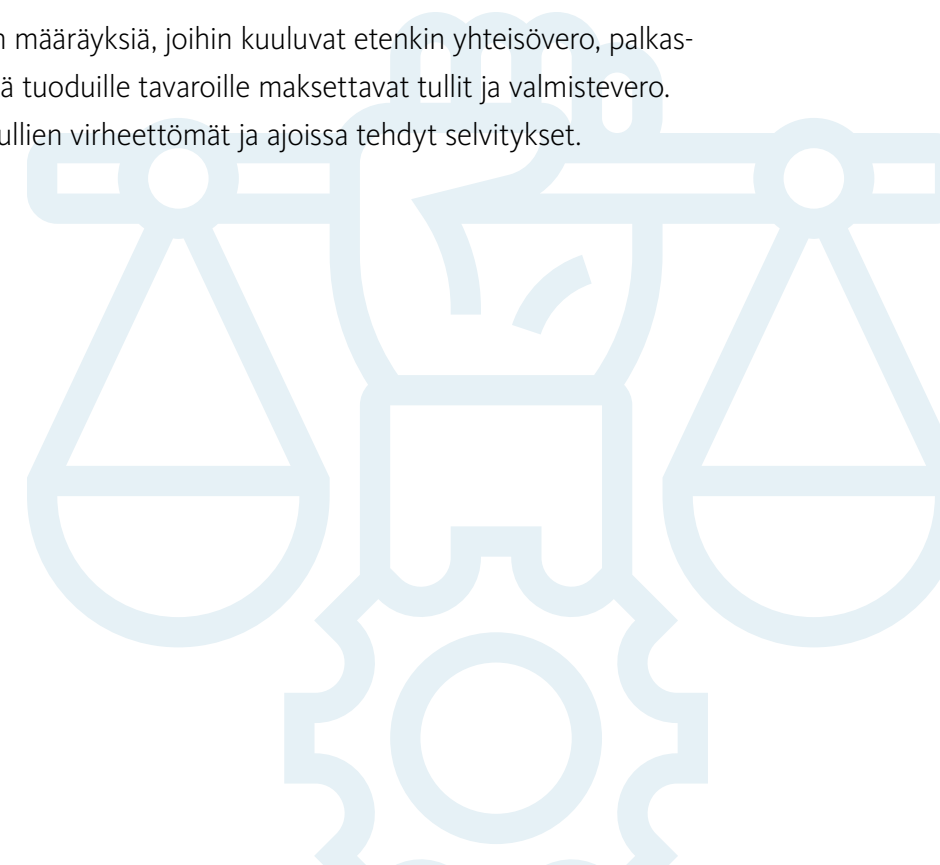 n määräyksiä, joihin kuuluvat etenkin yhteisövero, palkas-
ä tuoduille tavaroille maksettavat tullit ja valmistevero.
ullien virheettömät ja ajoissa tehdyt selvitykset.